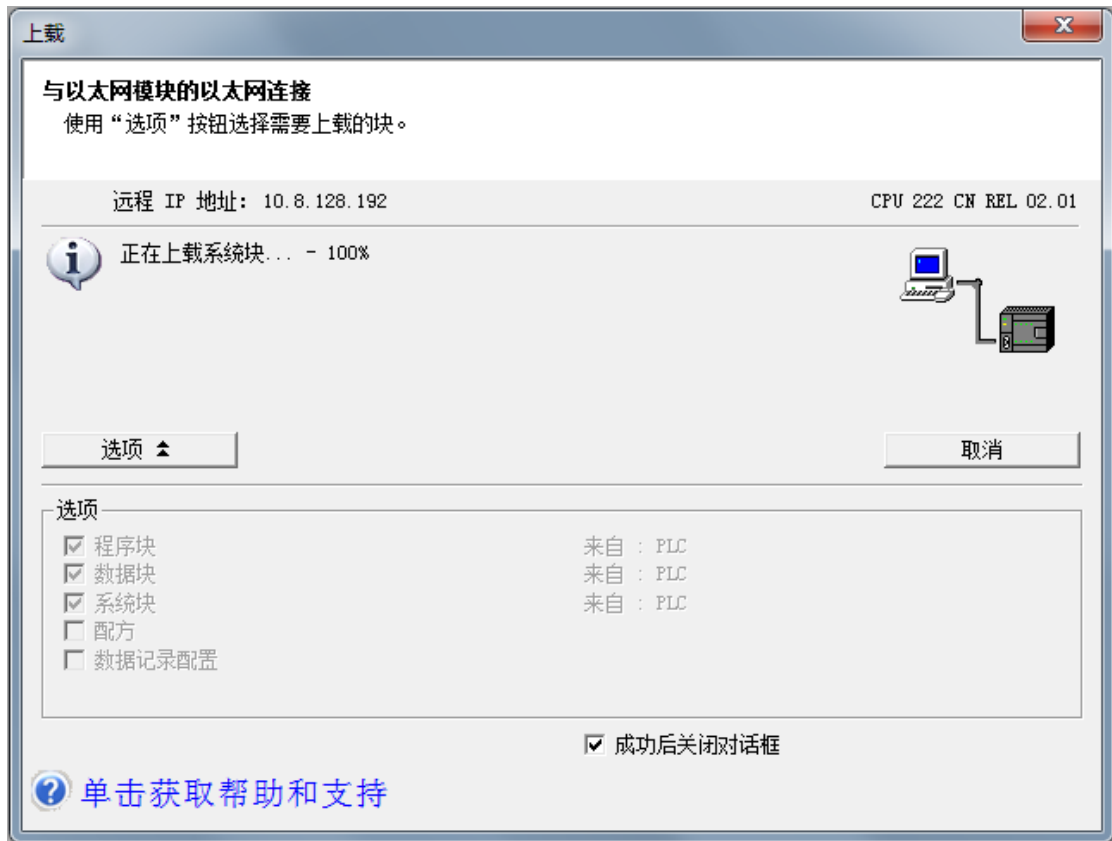 上载
与以太网模块的以太网连接
使用“选项”按钮选择需要上载的块。
远程 IP 地址: 10.8.128.192 CPU 222 CN REL 02.01
正在上载系统块... - 100%
选项 取消
选项
程序块 来自 : PLC
数据块 来自 : PLC
系统块 来自 : PLC
配方
数据记录配置
成功后关闭对话框
单击获取帮助和支持